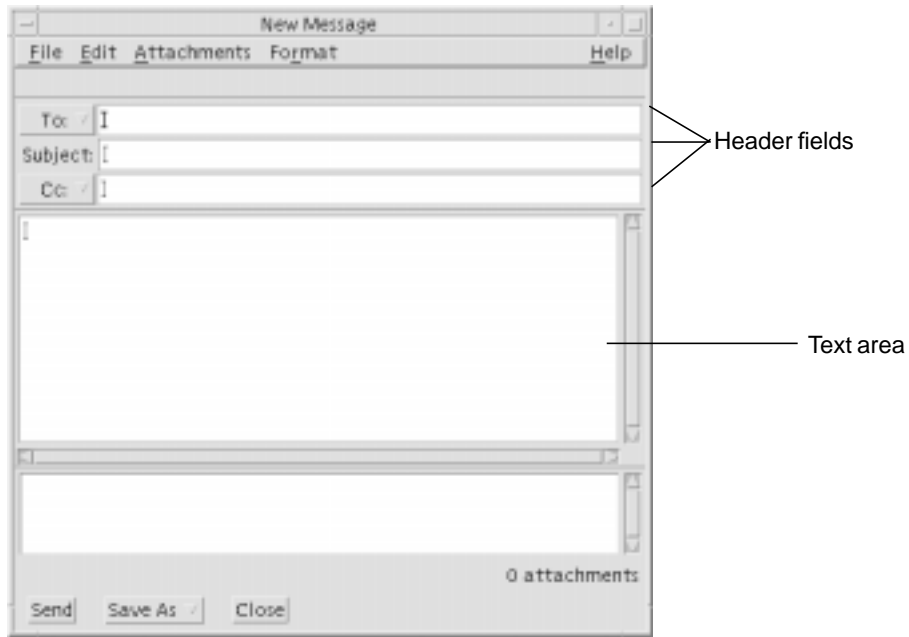 New Message
File Edit Attachments Format Help
To:
Header fields
Subject:
Cc:
Text area
0 attachments
Send Save As Close